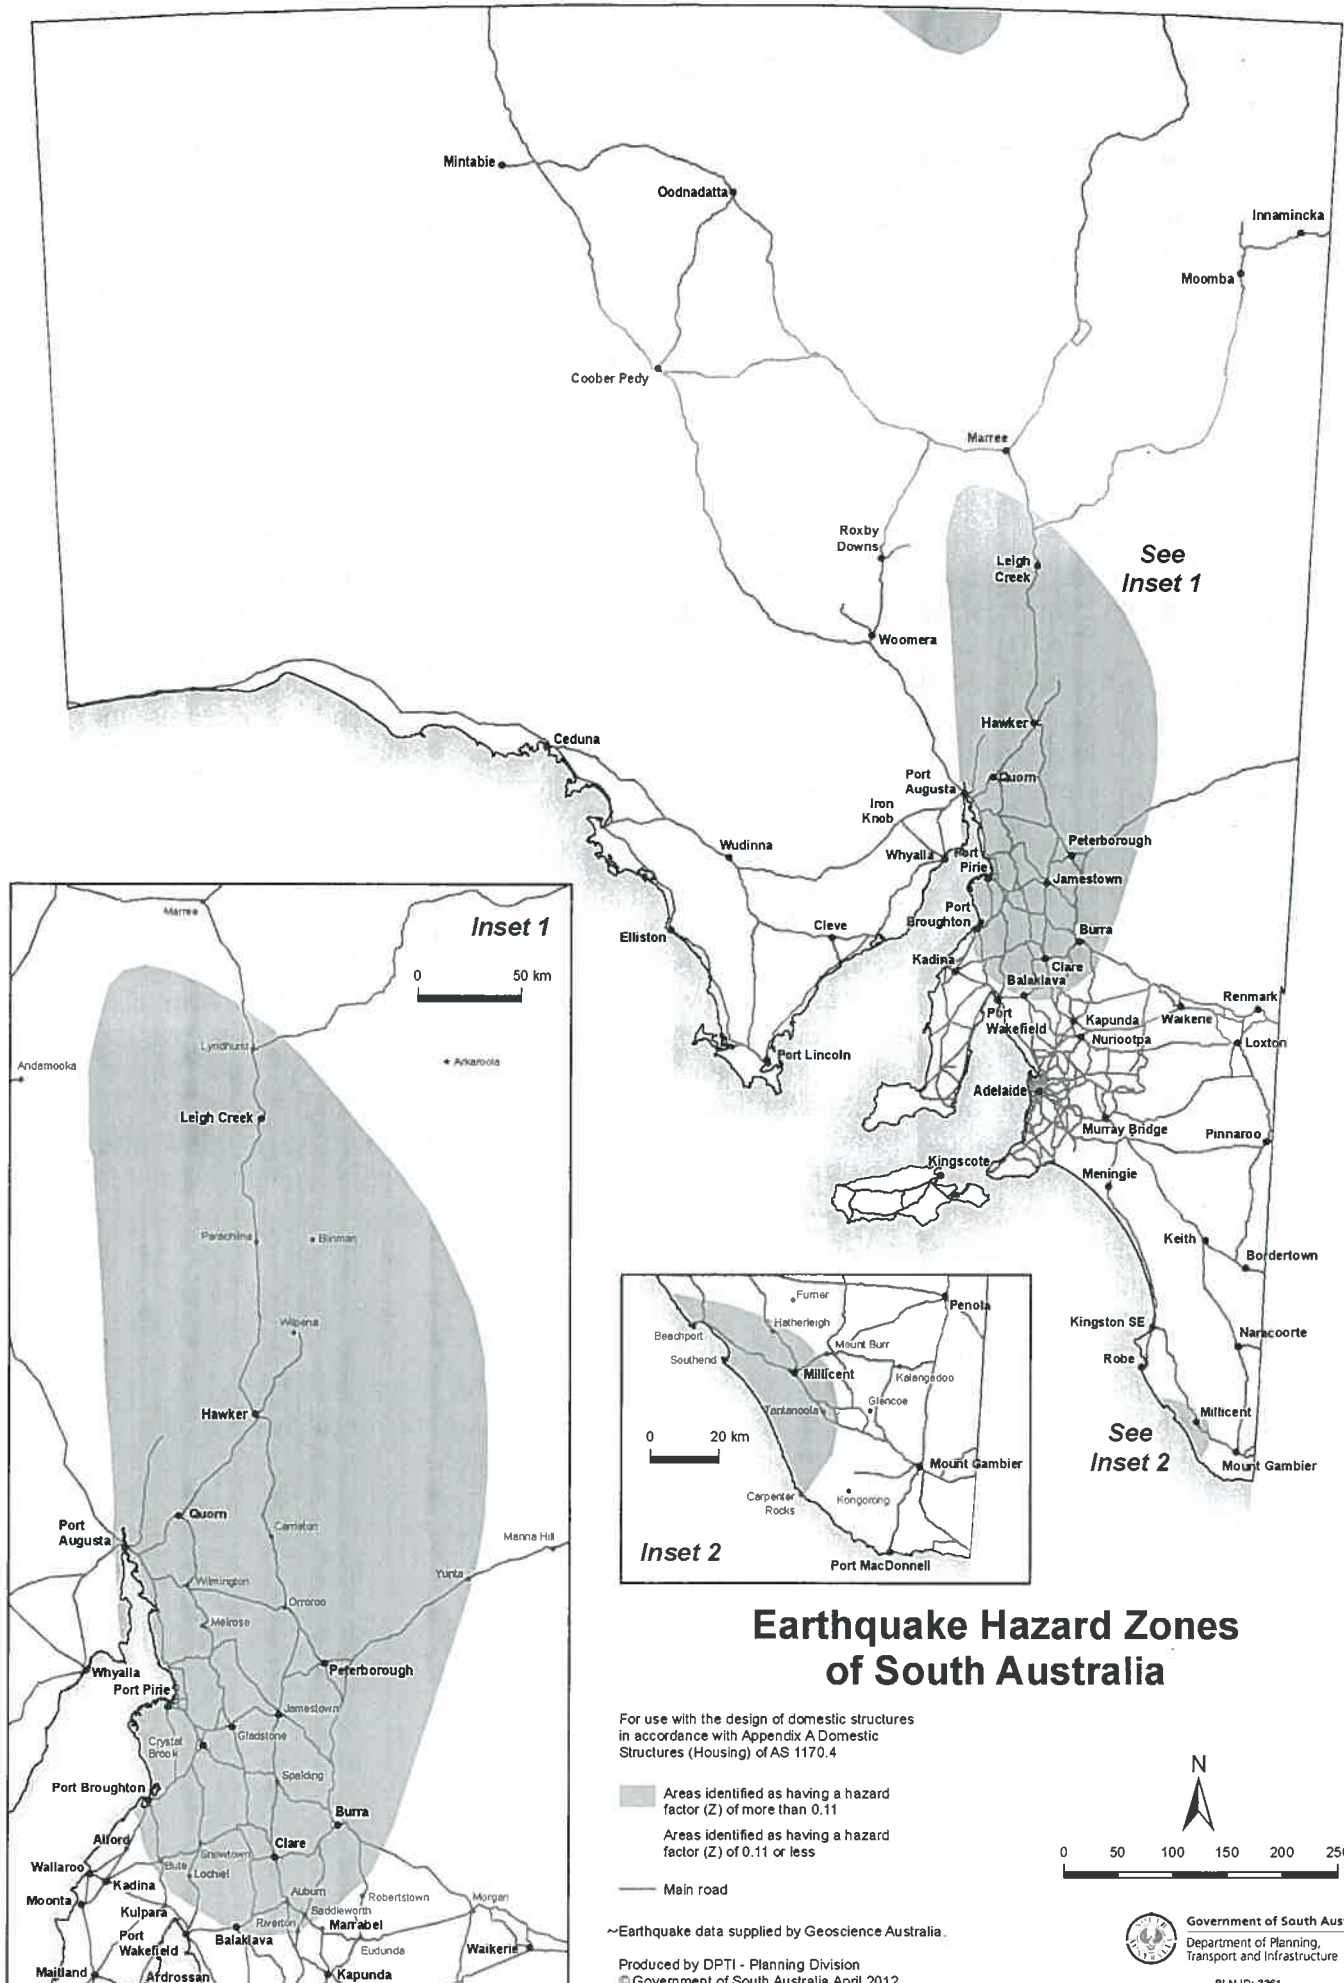 Mintabie
Oodnadatta
Innamincka
Moomba
Coober Pedy
Marree
Roxby
Downs
Leigh
Creek
See
Inset 1
Woomera
Hawker
Ceduna
Port
Augusta
Quorn
Iron
Knob
Wudinna
Whyalla
Port
Pirie
Peterborough
Jamestown
Port
Broughton
Elliston
Cleve
Burra
Kadina
Clare
Balaklava
Renmark
Port
Wakefield
Kapunda
Waikerie
Nuriootpa
Loxton
Port Lincoln
Adelaide
Murray Bridge
Pinnaroo
Kingscote
Meningie
Keith
Bordertown
Kingston SE
Naracoorte
Robe
Millicent
See
Inset 2
Mount Gambier
Inset 1
0 50 km
Marree
Lyndhurst
Arkaroola
Andamooka
Leigh Creek
Parachilna
Blinman
Wilpena
Hawker
Quorn
Port
Augusta
Carrieton
Manna Hill
Yunta
Wilmington
Orroroo
Melrose
Whyalla
Peterborough
Port Pirie
Jamestown
Gladstone
Crystal
Brook
Spalding
Port Broughton
Burra
Alford
Clare
Snowtown
Wallaroo
Bute
Lochiel
Kadina
Moonta
Auburn
Robertstown
Morgan
Kulpara
Saddleworth
Riverton
Marrabel
Port
Wakefield
Balaklava
Eudunda
Waikerie
Maitland
Ardrossan
Kapunda
Furner
Penola
Beachport
Hatherleigh
Mount Burr
Southend
Millicent
Kalangadoo
Glencoe
Tantanoola
0 20 km
Mount Gambier
Carpenter
Rocks
Kongorong
Inset 2
Port MacDonnell
Earthquake Hazard Zones
of South Australia
For use with the design of domestic structures
in accordance with Appendix A Domestic
Structures (Housing) of AS 1170.4
Areas identified as having a hazard
factor (Z) of more than 0.11
Areas identified as having a hazard
factor (Z) of 0.11 or less
Main road
~Earthquake data supplied by Geoscience Australia.
Produced by DPTI - Planning Division
© Government of South Australia April 2012
N
0 50 100 150 200 250
Government of South Aust
Department of Planning,
Transport and Infrastructure